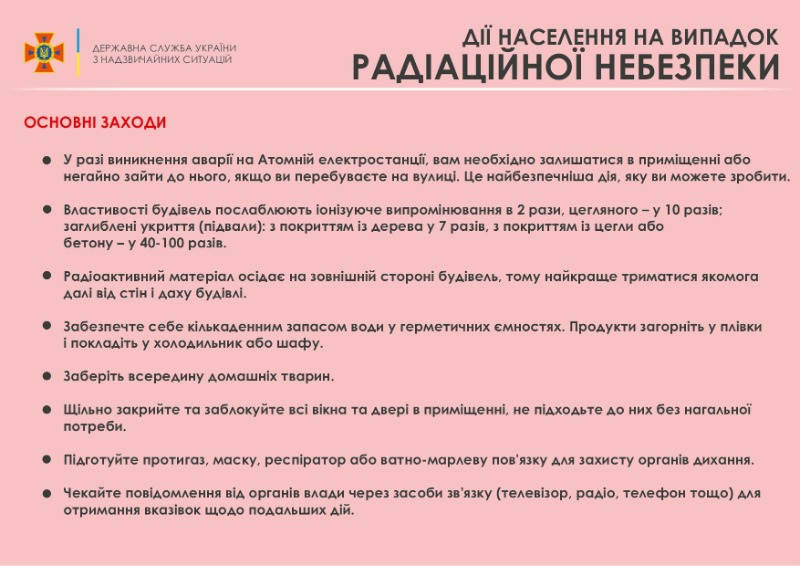 ДЕРЖАВНА СЛУЖБА УКРАЇНИ
З НАДЗВИЧАЙНИХ СИТУАЦІЙ
ДІЇ НАСЕЛЕННЯ НА ВИПАДОК
РАДІАЦІЙНОЇ НЕБЕЗПЕКИ
ОСНОВНІ ЗАХОДИ
● У разі виникнення аварії на Атомній електростанції, вам необхідно залишатися в приміщенні або
негайно зайти до нього, якщо ви перебуваєте на вулиці. Це найбезпечніша дія, яку ви можете зробити.
● Властивості будівель послаблюють іонізуюче випромінювання в 2 рази, цегляного – у 10 разів;
заглиблені укриття (підвали): з покриттям із дерева у 7 разів, з покриттям із цегли або
бетону – у 40-100 разів.
● Радіоактивний матеріал осідає на зовнішній стороні будівель, тому найкраще триматися якомога
далі від стін і даху будівлі.
● Забезпечте себе кількаденним запасом води у герметичних ємностях. Продукти загорніть у плівки
і покладіть у холодильник або шафу.
● Заберіть всередину домашніх тварин.
● Щільно закрийте та заблокуйте всі вікна та двері в приміщенні, не підходьте до них без нагальної
потреби.
● Підготуйте протигаз, маску, респіратор або ватно-марлеву пов'язку для захисту органів дихання.
● Чекайте повідомлення від органів влади через засоби зв'язку (телевізор, радіо, телефон тощо) для
отримання вказівок щодо подальших дій.